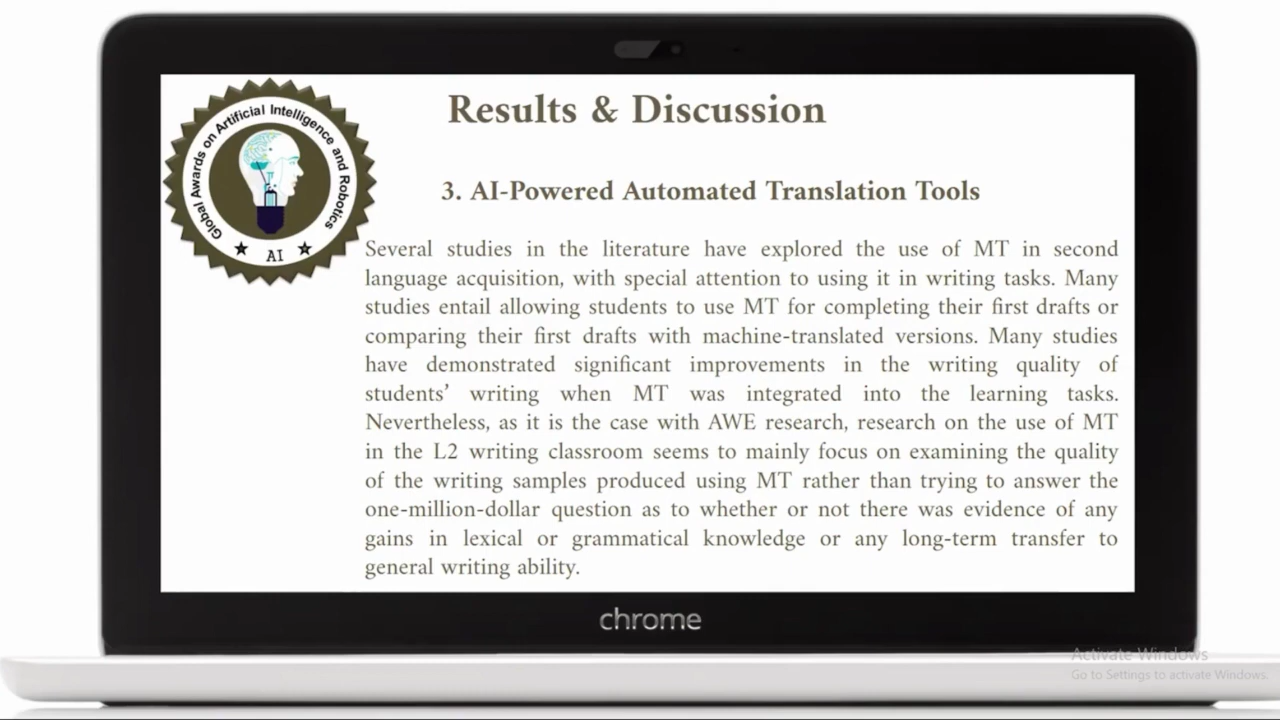 Global Awards on Artificial Intelligence and Robotics
AI
Results & Discussion
3. AI-Powered Automated Translation Tools
Several studies in the literature have explored the use of MT in second
language acquisition, with special attention to using it in writing tasks. Many
studies entail allowing students to use MT for completing their first drafts or
comparing their first drafts with machine-translated versions. Many studies
have demonstrated significant improvements in the writing quality of
students’ writing when MT was integrated into the learning tasks.
Nevertheless, as it is the case with AWE research, research on the use of MT
in the L2 writing classroom seems to mainly focus on examining the quality
of the writing samples produced using MT rather than trying to answer the
one-million-dollar question as to whether or not there was evidence of any
gains in lexical or grammatical knowledge or any long-term transfer to
general writing ability.
chrome
Activate Windows
Go to Settings to activate Windows.